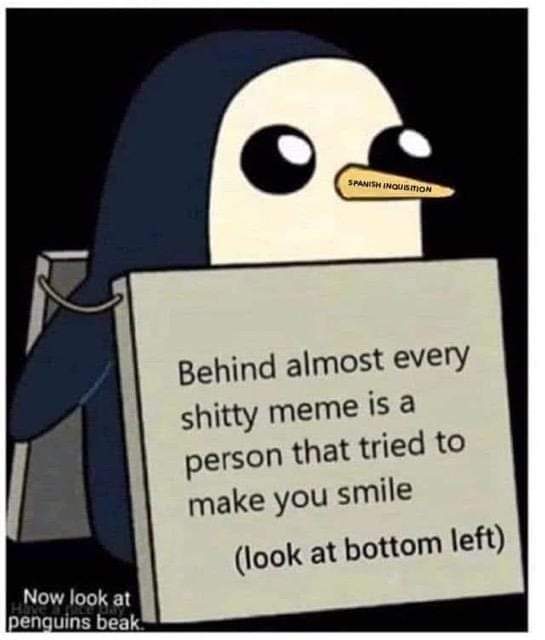 SPANISH INQUISITION
Behind almost every
shitty meme is a
person that tried to
make you smile
(look at bottom left)
Now look at
Have a nice day
penguins beak.